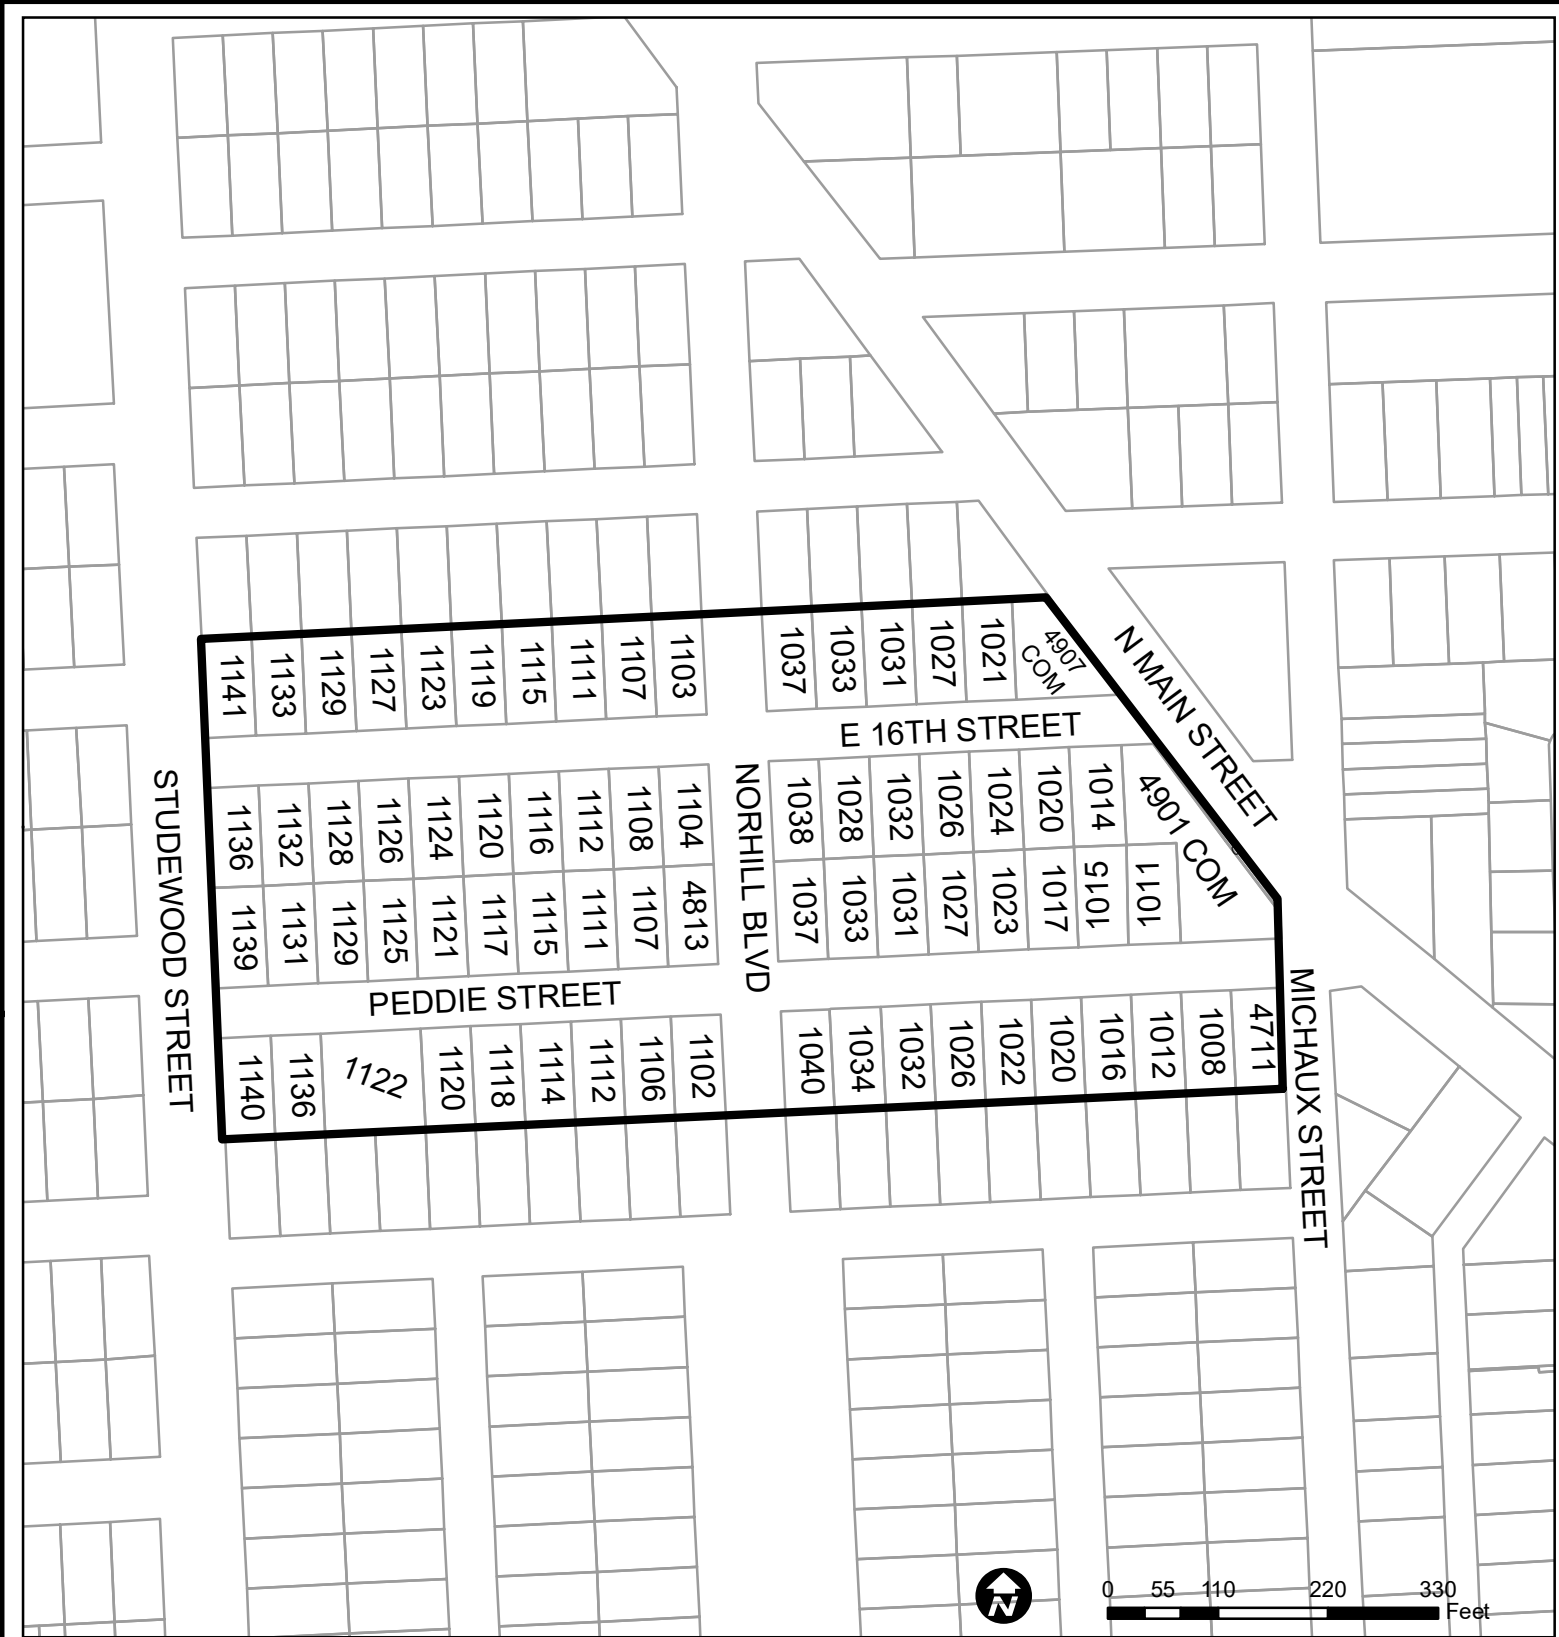 1141 1133 1129 1127 1123 1119 1115 1111 1107 1103
1037 1033 1031 1027 1021
4907
COM
N MAIN STREET
E 16TH STREET
1136 1132 1128 1126 1124 1120 1116 1112 1108 1104
1038 1028 1032 1026 1024 1020 1014
4901 COM
STUDEWOOD STREET
NORHILL BLVD
1139 1131 1129 1125 1121 1117 1115 1111 1107 4813
1037 1033 1031 1027 1023 1017 1015 1011
PEDDIE STREET
MICHAUX STREET
1140 1136 1122 1120 1118 1114 1112 1106 1102
1040 1034 1032 1026 1022 1020 1016 1012 1008 4711
N
0 55 110 220 330
Feet